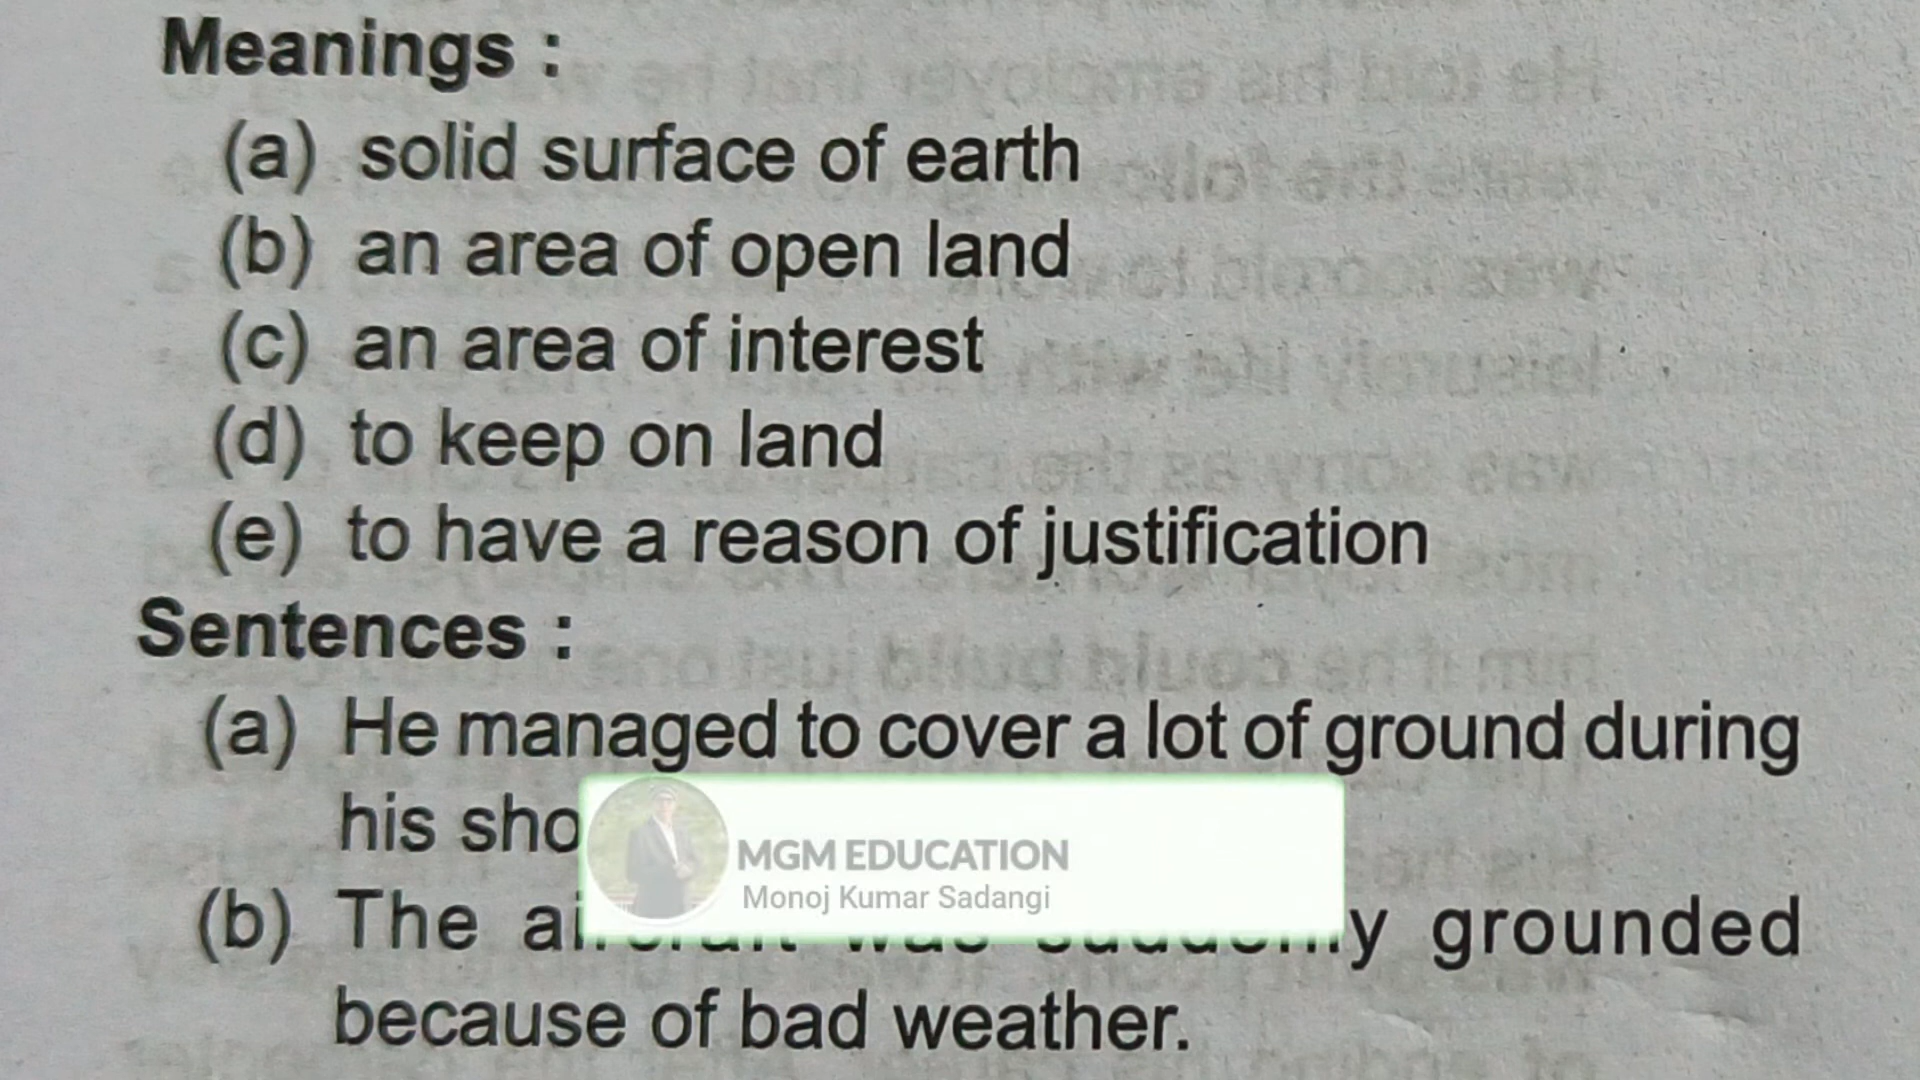 Meanings :
(a) solid surface of earth
(b) an area of open land
(c) an area of interest
(d) to keep on land
(e) to have a reason of justification
Sentences :
(a) He managed to cover a lot of ground during
his
MGM EDUCATION
Monoj Kumar Sadangi
(b) The was grounded
because of bad weather.